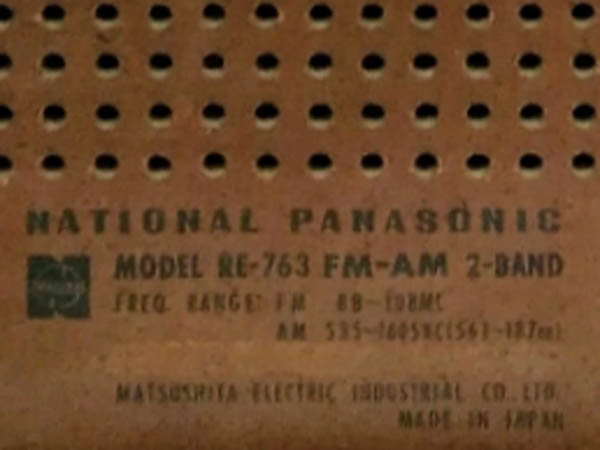 NATIONAL PANASONIC
MODEL RE-763 FM-AM 2-BAND
FREQ. RANGE: FM 88-108MC
AM 535-1605KC(561-187m)
MATSUSHITA ELECTRIC INDUSTRIAL CO., LTD.
MADE IN JAPAN